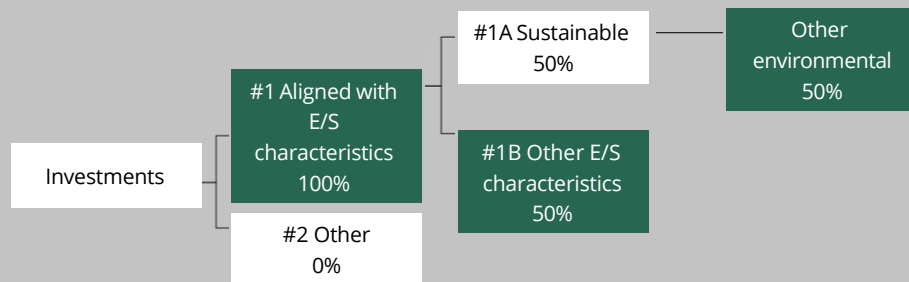 Investments
#1 Aligned with
E/S
characteristics
100%
#2 Other
0%
#1A Sustainable
50%
#1B Other E/S
characteristics
50%
Other
environmental
50%